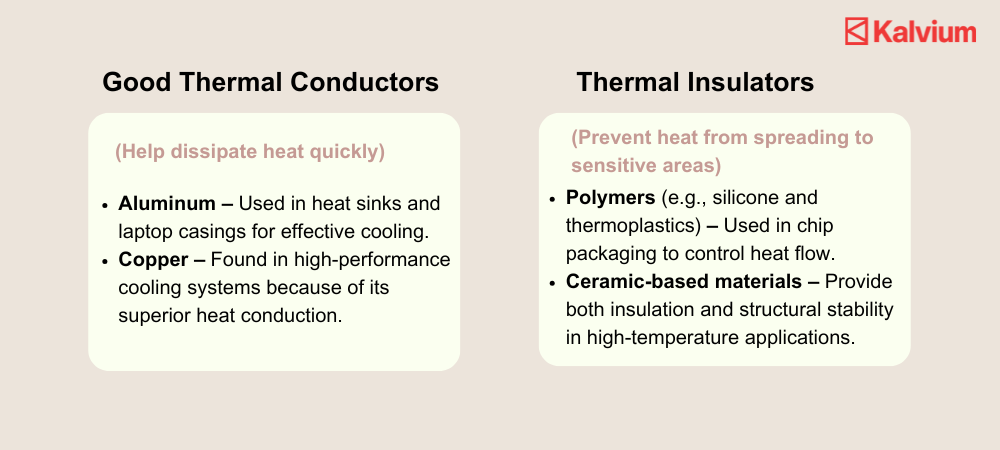 Kalvium
Good Thermal Conductors
(Help dissipate heat quickly)
• Aluminum – Used in heat sinks and
laptop casings for effective cooling.
• Copper – Found in high-performance
cooling systems because of its
superior heat conduction.
Thermal Insulators
(Prevent heat from spreading to
sensitive areas)
• Polymers (e.g., silicone and
thermoplastics) – Used in chip
packaging to control heat flow.
• Ceramic-based materials – Provide
both insulation and structural stability
in high-temperature applications.